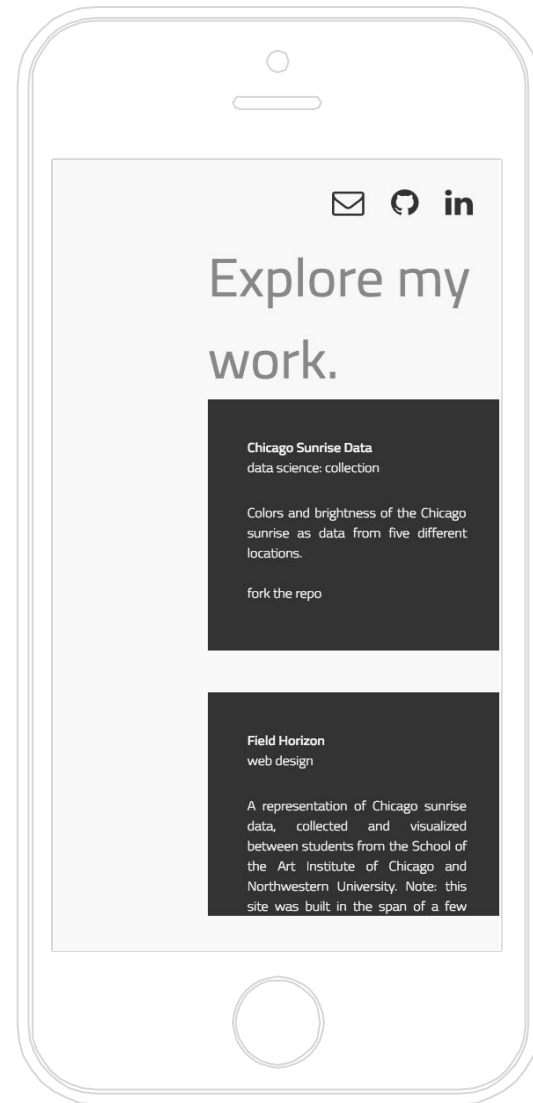 in
Explore my
work.
Chicago Sunrise Data
data science: collection
Colors and brightness of the Chicago
sunrise as data from five different
locations.
fork the repo
Field Horizon
web design
A representation of Chicago sunrise
data, collected and visualized
between students from the School of
the Art Institute of Chicago and
Northwestern University. Note: this
site was built in the span of a few